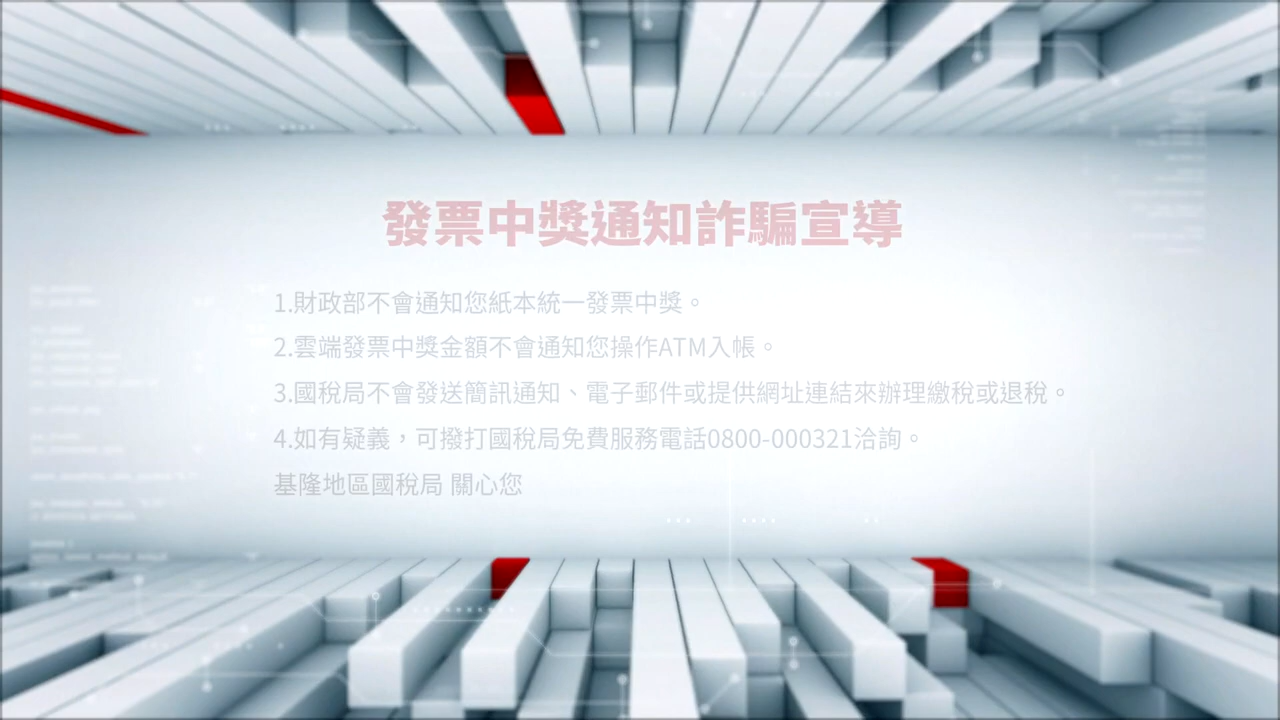 發票中獎通知詐騙宣導
1.財政部不會通知您紙本統一發票中獎。
2.雲端發票中獎金額不會通知您操作ATM入帳。
3.國稅局不會發送簡訊通知、電子郵件或提供網址連結來辦理繳稅或退稅。
4.如有疑義，可撥打國稅局免費服務電話0800-000321洽詢。
基隆地區國稅局 關心您